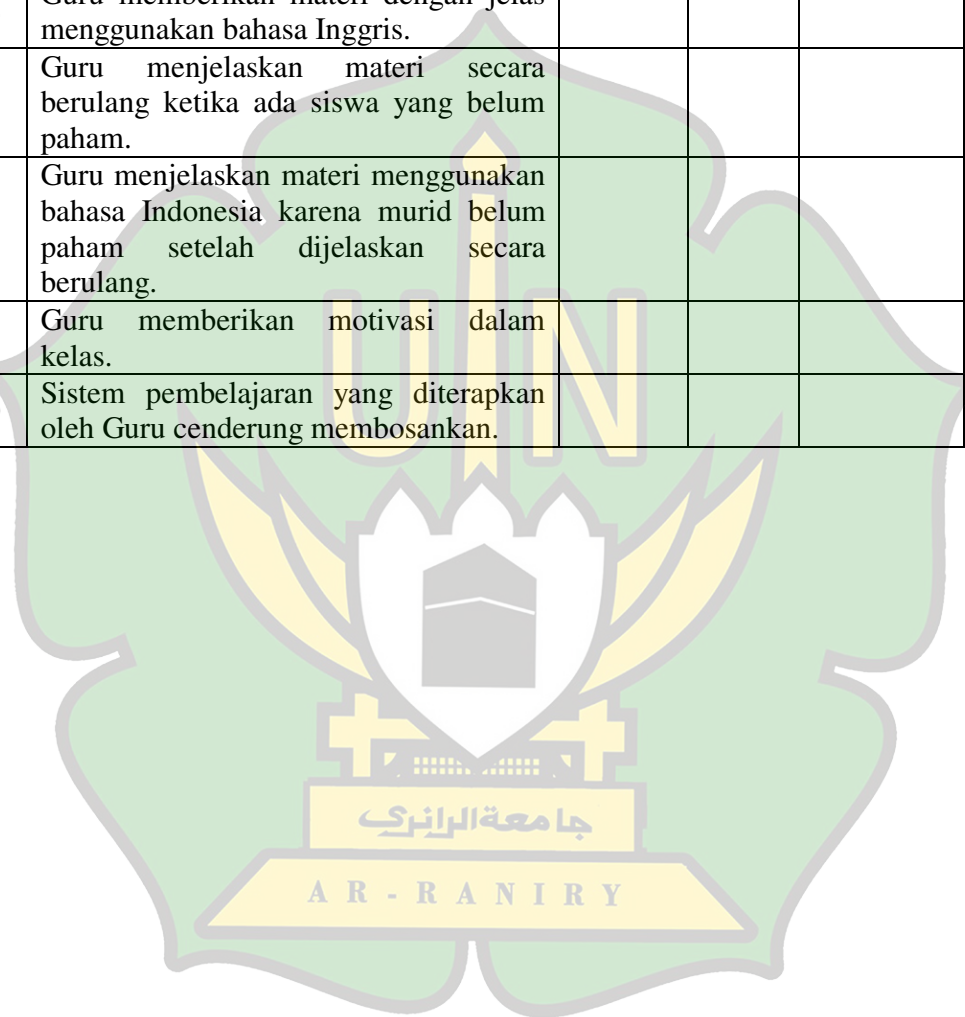 Guru memberikan materi dengan jelas
menggunakan bahasa Inggris.
Guru menjelaskan materi secara
berulang ketika ada siswa yang belum
paham.
Guru menjelaskan materi menggunakan
bahasa Indonesia karena murid belum
paham setelah dijelaskan secara
berulang.
Guru memberikan motivasi dalam
kelas.
Sistem pembelajaran yang diterapkan
oleh Guru cenderung membosankan.
UIN
جامعةالرانري
AR-RANIRY